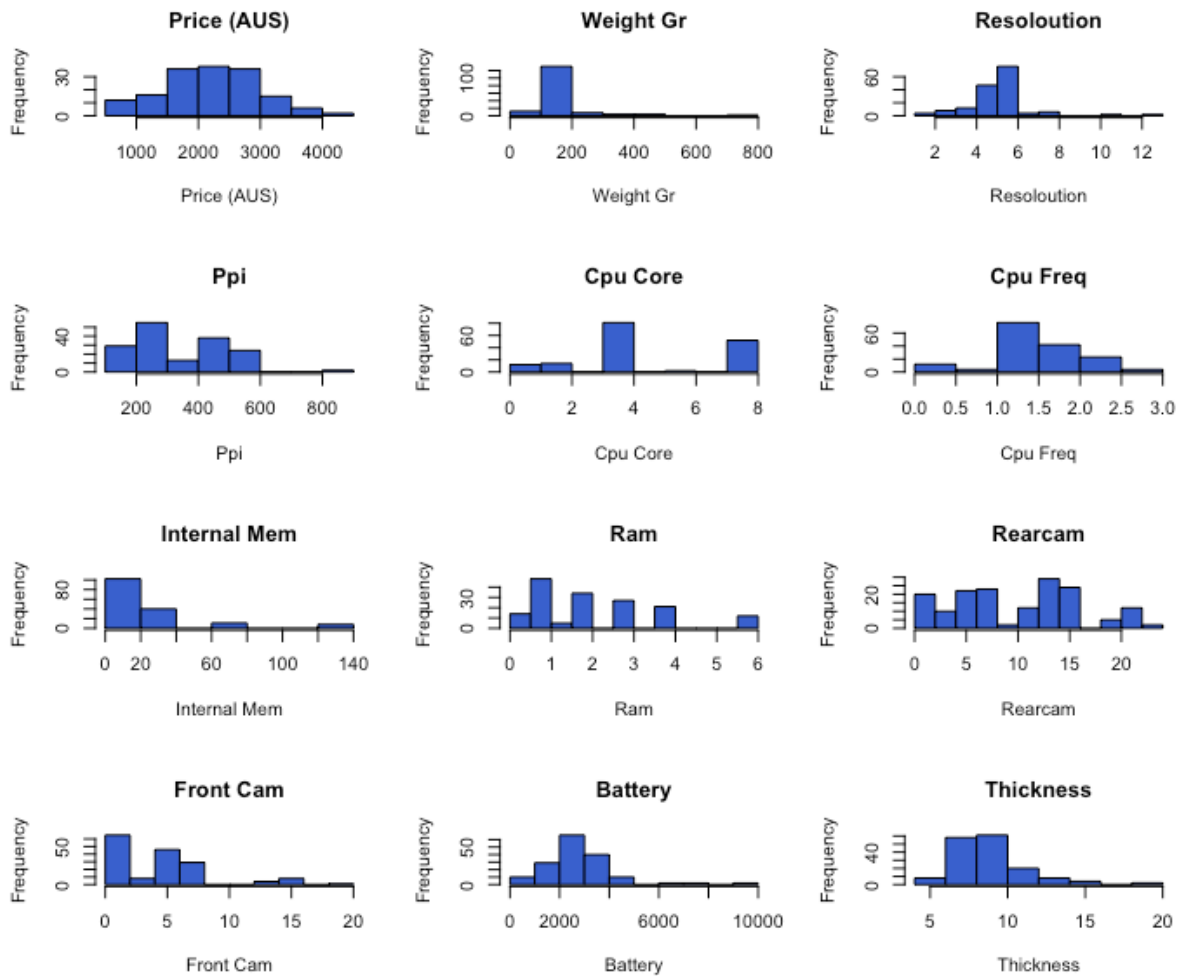 Price (AUS) Weight Gr Resoloution
Frequency 0 30 Frequency 0 100 Frequency 0 60
1000 2000 3000 4000 0 200 400 600 800 2 4 6 8 10 12
Price (AUS) Weight Gr Resoloution
Ppi Cpu Core Cpu Freq
Frequency 0 40 Frequency 0 60 Frequency 0 60
200 400 600 800 0 2 4 6 8 0.0 0.5 1.0 1.5 2.0 2.5 3.0
Ppi Cpu Core Cpu Freq
Internal Mem Ram Rearcam
Frequency 0 80 Frequency 0 30 Frequency 0 20
0 20 60 100 140 0 1 2 3 4 5 6 0 5 10 15 20
Internal Mem Ram Rearcam
Front Cam Battery Thickness
Frequency 0 50 Frequency 0 50 Frequency 0 40
0 5 10 15 20 0 2000 6000 10000 5 10 15 20
Front Cam Battery Thickness